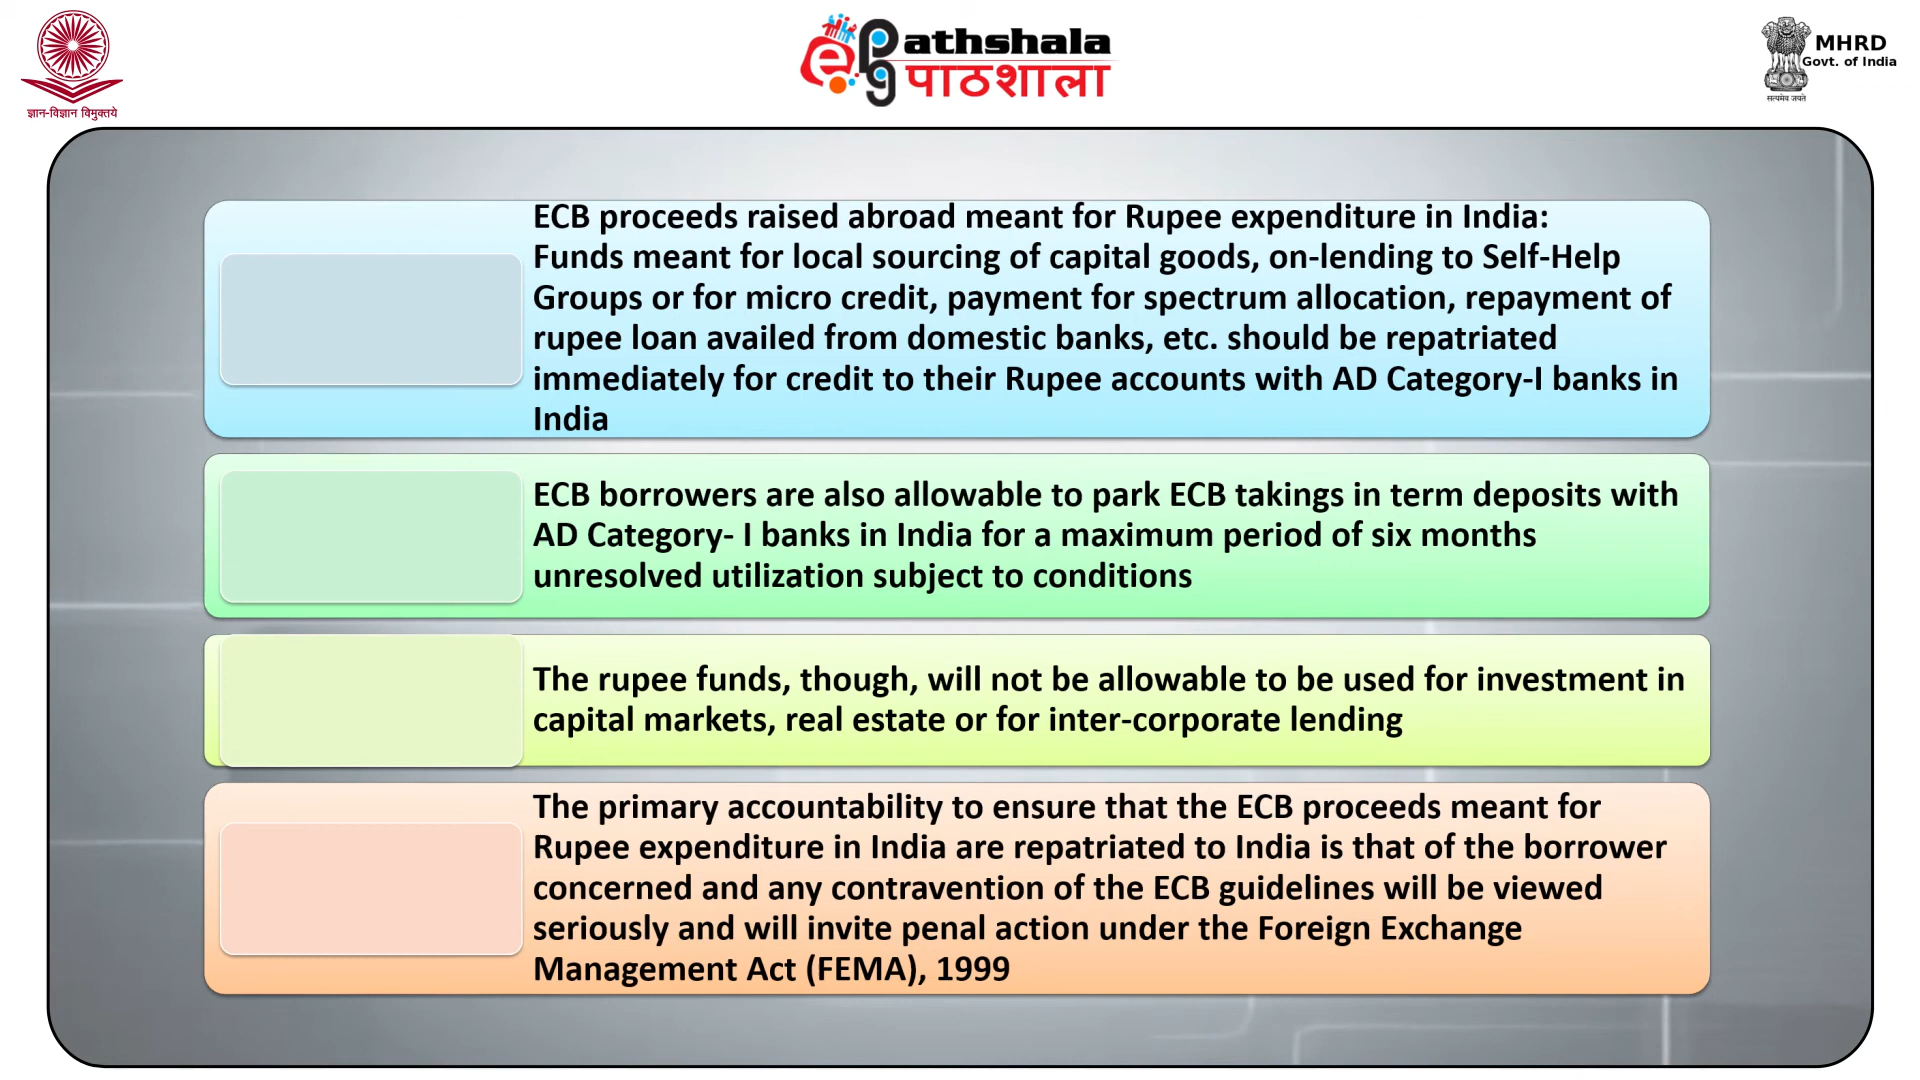 ज्ञान-विज्ञान विमुक्तये
e PG athshala
पाठशाला
सत्यमेव जयते
MHRD
Govt. of India
ECB proceeds raised abroad meant for Rupee expenditure in India:
Funds meant for local sourcing of capital goods, on-lending to Self-Help
Groups or for micro credit, payment for spectrum allocation, repayment of
rupee loan availed from domestic banks, etc. should be repatriated
immediately for credit to their Rupee accounts with AD Category-I banks in
India
ECB borrowers are also allowable to park ECB takings in term deposits with
AD Category- I banks in India for a maximum period of six months
unresolved utilization subject to conditions
The rupee funds, though, will not be allowable to be used for investment in
capital markets, real estate or for inter-corporate lending
The primary accountability to ensure that the ECB proceeds meant for
Rupee expenditure in India are repatriated to India is that of the borrower
concerned and any contravention of the ECB guidelines will be viewed
seriously and will invite penal action under the Foreign Exchange
Management Act (FEMA), 1999